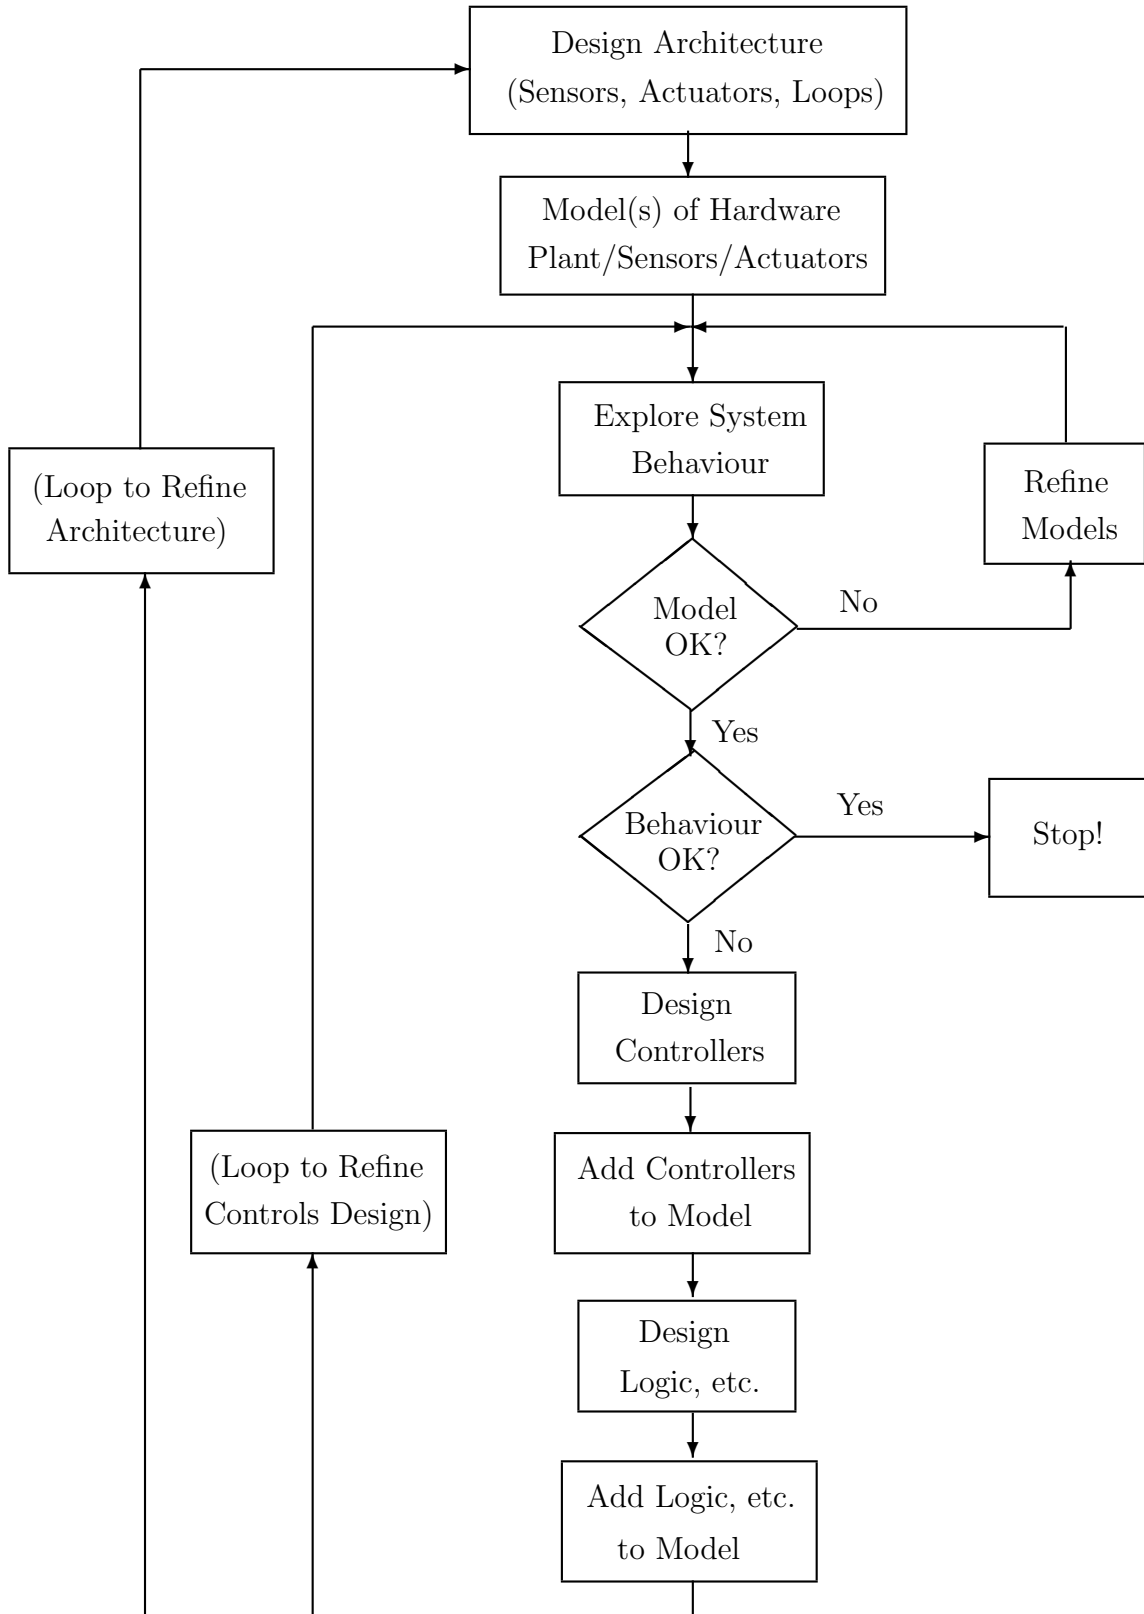 Design Architecture
(Sensors, Actuators, Loops)
Model(s) of Hardware
Plant/Sensors/Actuators
Explore System
Behaviour
(Loop to Refine
Architecture)
Refine
Models
Model
OK?
No
Yes
Behaviour
OK?
Yes
Stop!
No
Design
Controllers
(Loop to Refine
Controls Design)
Add Controllers
to Model
Design
Logic, etc.
Add Logic, etc.
to Model